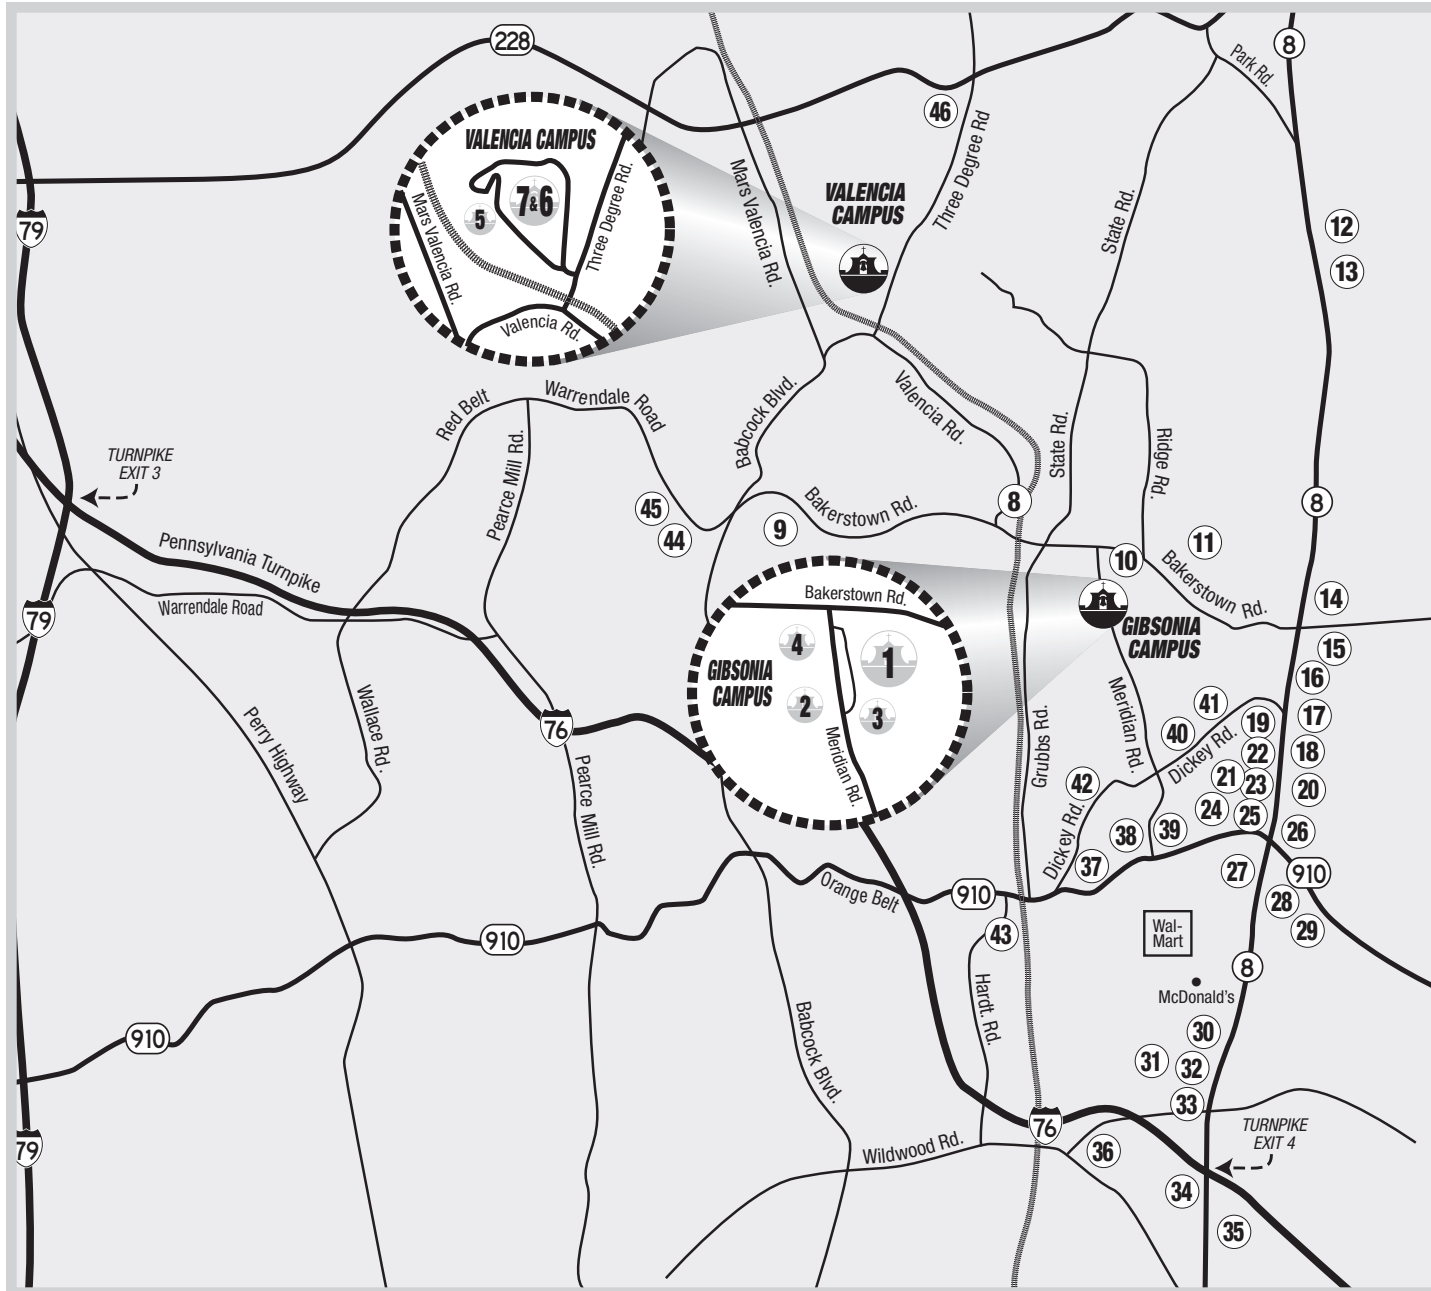 228
8
Park Rd.
46
VALENCIA CAMPUS
7&6
5
Mars Valencia Rd.
Three Degree Rd.
Valencia Rd.
Mars Valencia Rd.
VALENCIA
CAMPUS
Three Degree Rd
State Rd.
12
13
79
Red Belt
Warrendale Road
Babcock Blvd.
Valencia Rd.
State Rd.
Ridge Rd.
TURNPIKE
EXIT 3
Pearce Mill Rd.
45
44
9
Bakerstown Rd.
8
8
10
11
Bakerstown Rd.
Pennsylvania Turnpike
Warrendale Road
79
14
GIBSONIA
CAMPUS
Bakerstown Rd.
4
1
GIBSONIA
CAMPUS
2
3
Meridian Rd.
15
16
17
18
19
20
21
22
23
24
25
26
41
40
Dickey Rd.
Meridian Rd.
Grubbs Rd.
42
Dickey Rd.
38
39
37
76
Wallace Rd.
Perry Highway
Pearce Mill Rd.
Orange Belt
910
43
910
27
28
29
Wal-
Mart
8
McDonald's
910
910
Hardt. Rd.
Babcock Blvd.
30
31
32
33
76
TURNPIKE
EXIT 4
79
Wildwood Rd.
36
34
35